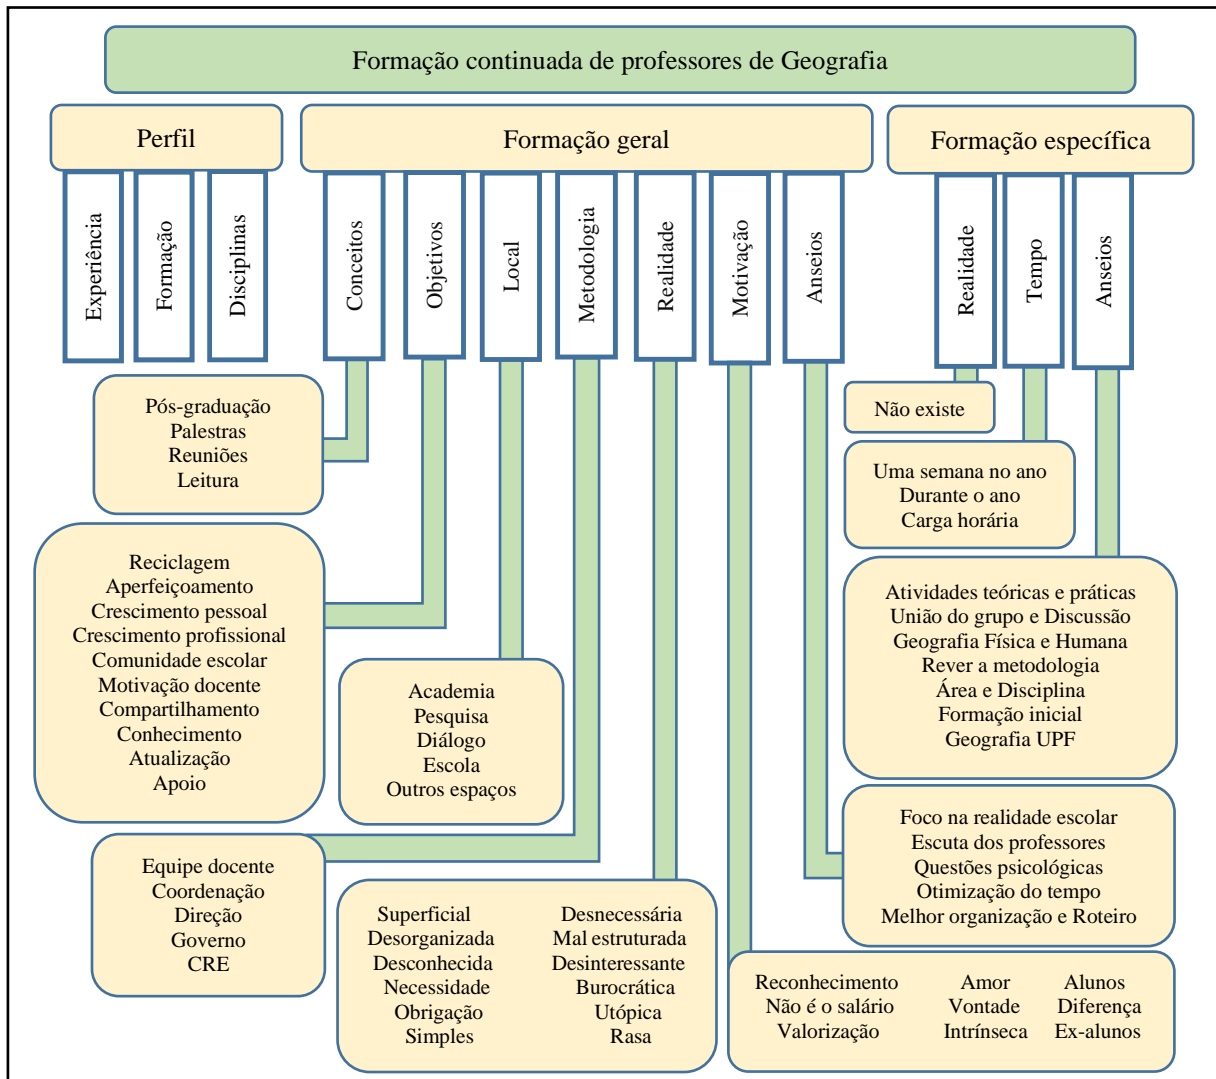 Formação continuada de professores de Geografia
Perfil
Formação geral
Formação específica
Experiência
Formação
Disciplinas
Conceitos
Objetivos
Local
Metodologia
Realidade
Motivação
Anseios
Realidade
Tempo
Anseios
Pós-graduação
Palestras
Reuniões
Leitura
Não existe
Uma semana no ano
Durante o ano
Carga horária
Reciclagem
Aperfeiçoamento
Crescimento pessoal
Crescimento profissional
Comunidade escolar
Motivação docente
Compartilhamento
Conhecimento
Atualização
Apoio
Atividades teóricas e práticas
União do grupo e Discussão
Geografia Física e Humana
Rever a metodologia
Área e Disciplina
Formação inicial
Geografia UPF
Academia
Pesquisa
Diálogo
Escola
Outros espaços
Foco na realidade escolar
Escuta dos professores
Questões psicológicas
Otimização do tempo
Melhor organização e Roteiro
Equipe docente
Coordenação
Direção
Governo
CRE
Superficial Desnecessária
Desorganizada Mal estruturada
Desconhecida Desinteressante
Necessidade Burocrática
Obrigação Utópica
Simples Rasa
Reconhecimento Amor Alunos
Não é o salário Vontade Diferença
Valorização Intrínseca Ex-alunos